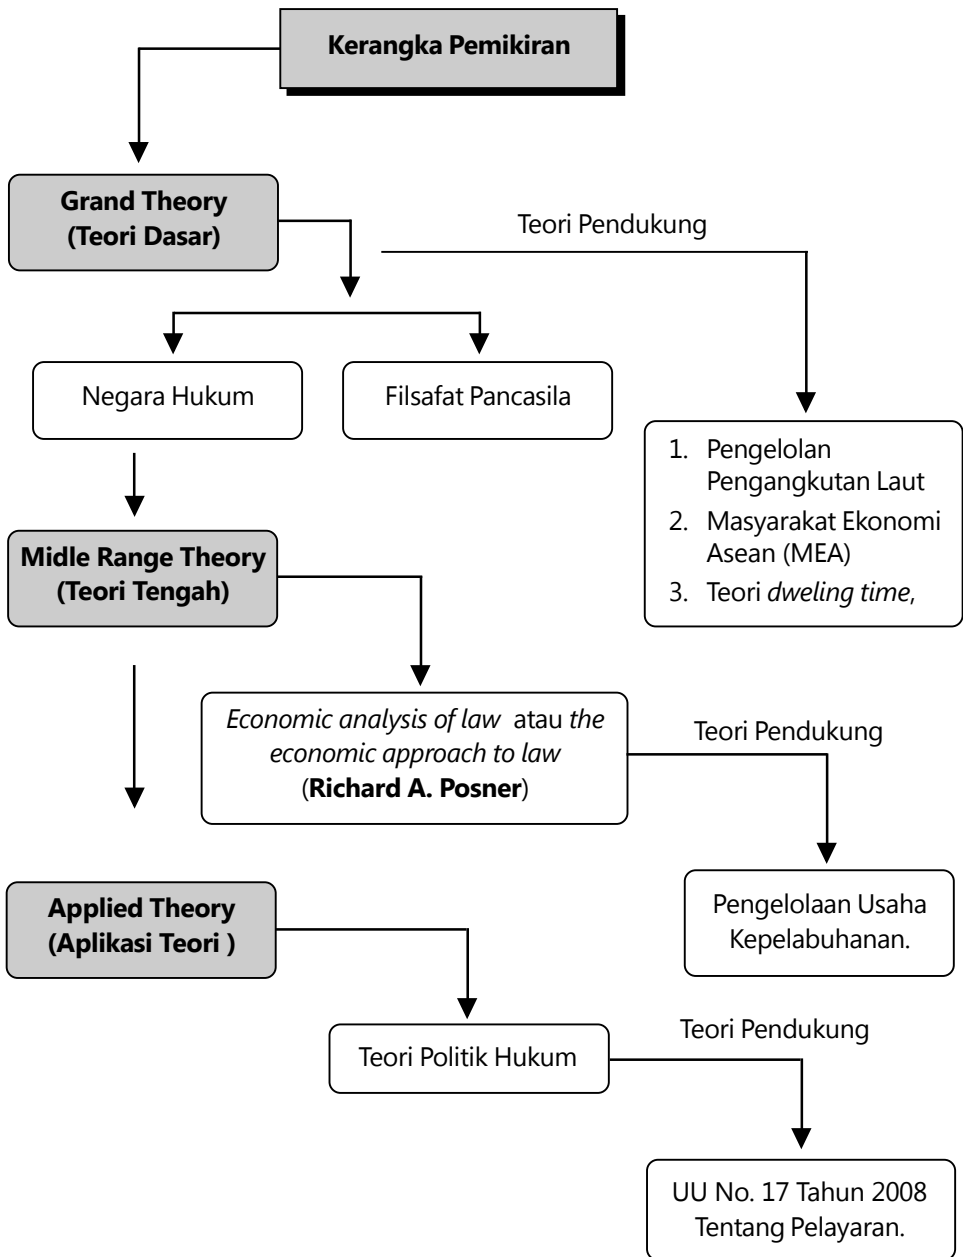 Kerangka Pemikiran
Grand Theory
(Teori Dasar)
Teori Pendukung
Negara Hukum
Filsafat Pancasila
1. Pengelolan
Pengangkutan Laut
2. Masyarakat Ekonomi
Asean (MEA)
3. Teori dweling time,
Midle Range Theory
(Teori Tengah)
Economic analysis of law atau the
economic approach to law
(Richard A. Posner)
Teori Pendukung
Pengelolaan Usaha
Kepelabuhanan.
Applied Theory
(Aplikasi Teori )
Teori Politik Hukum
Teori Pendukung
UU No. 17 Tahun 2008
Tentang Pelayaran.